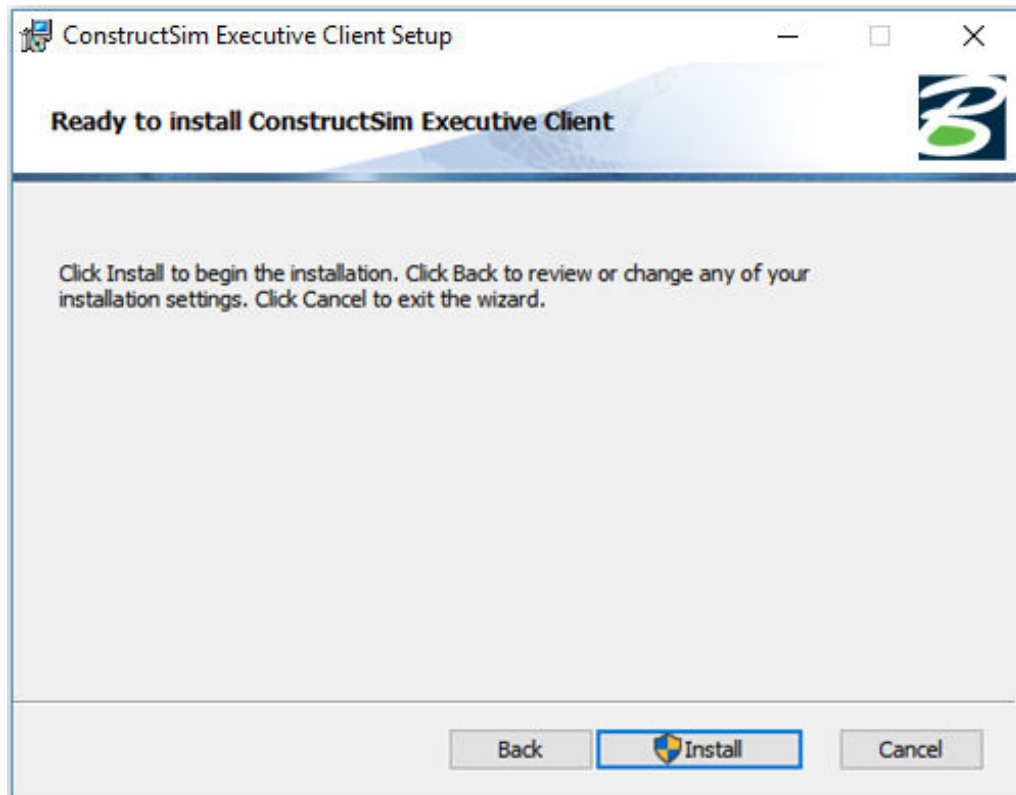 ConstructSim Executive Client Setup
Ready to install ConstructSim Executive Client
Click Install to begin the installation. Click Back to review or change any of your
installation settings. Click Cancel to exit the wizard.
Back
Install
Cancel